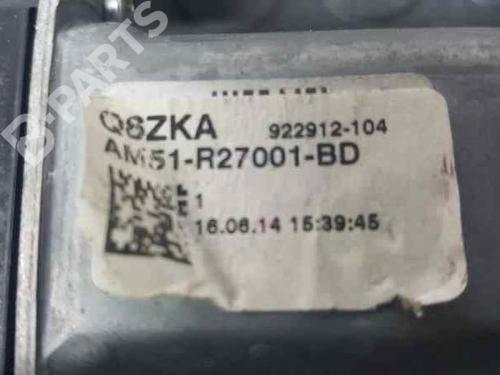 B-PARTS
Q8ZKA 922912-104
AM51-R27001-BD
1
16.06.14 15:39:45